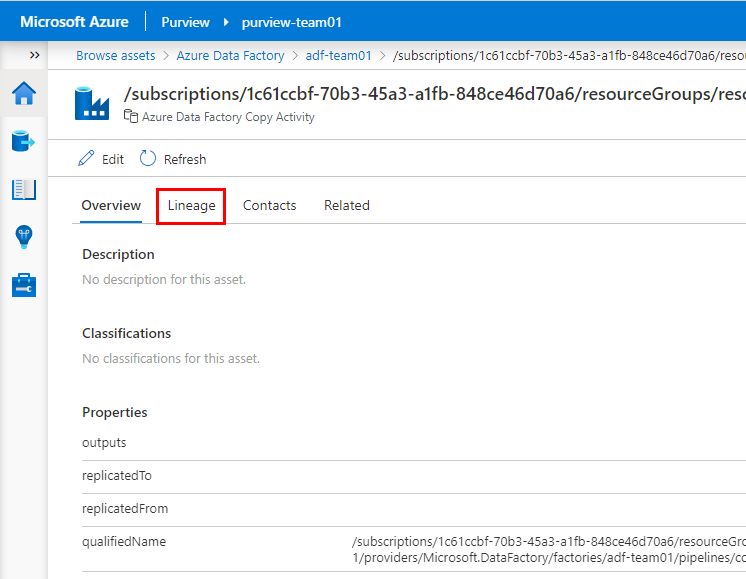 Microsoft Azure Purview purview-team01
Browse assets Azure Data Factory adf-team01 /subscriptions/1c61ccbf-70b3-45a3-a1fb-848ce46d70a6/resou
/subscriptions/1c61ccbf-70b3-45a3-a1fb-848ce46d70a6/resourceGroups/reso
Azure Data Factory Copy Activity
Edit Refresh
Overview Lineage Contacts Related
Description
No description for this asset.
Classifications
No classifications for this asset.
Properties
outputs
replicatedTo
replicatedFrom
qualifiedName /subscriptions/1c61ccbf-70b3-45a3-a1fb-848ce46d70a6/resourceGro
1/providers/Microsoft.DataFactory/factories/adf-team01/pipelines/co